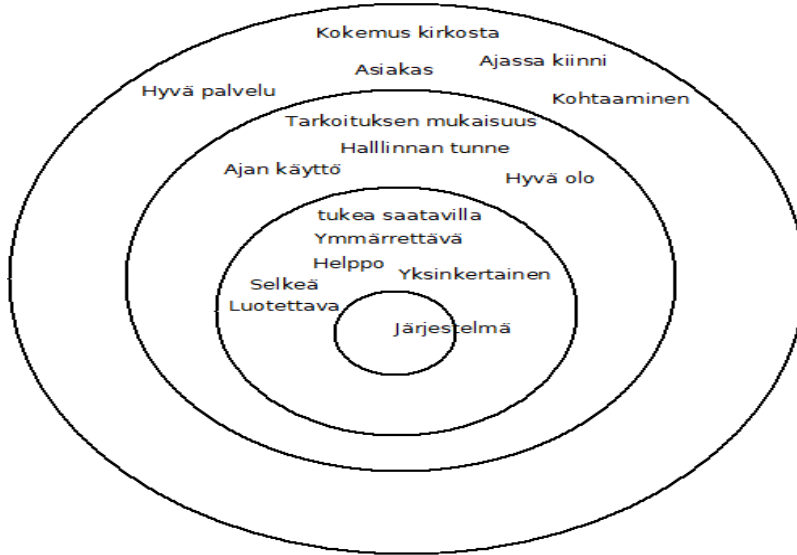 Kokemus kirkosta
Ajassa kiinni
Asiakas
Hyvä palvelu
Kohtaaminen
Tarkoituksen mukaisuus
Halllinnan tunne
Ajan käyttö
Hyvä olo
tukea saatavilla
Ymmärrettävä
Helppo
Yksinkertainen
Selkeä
Luotettava
Järjestelmä